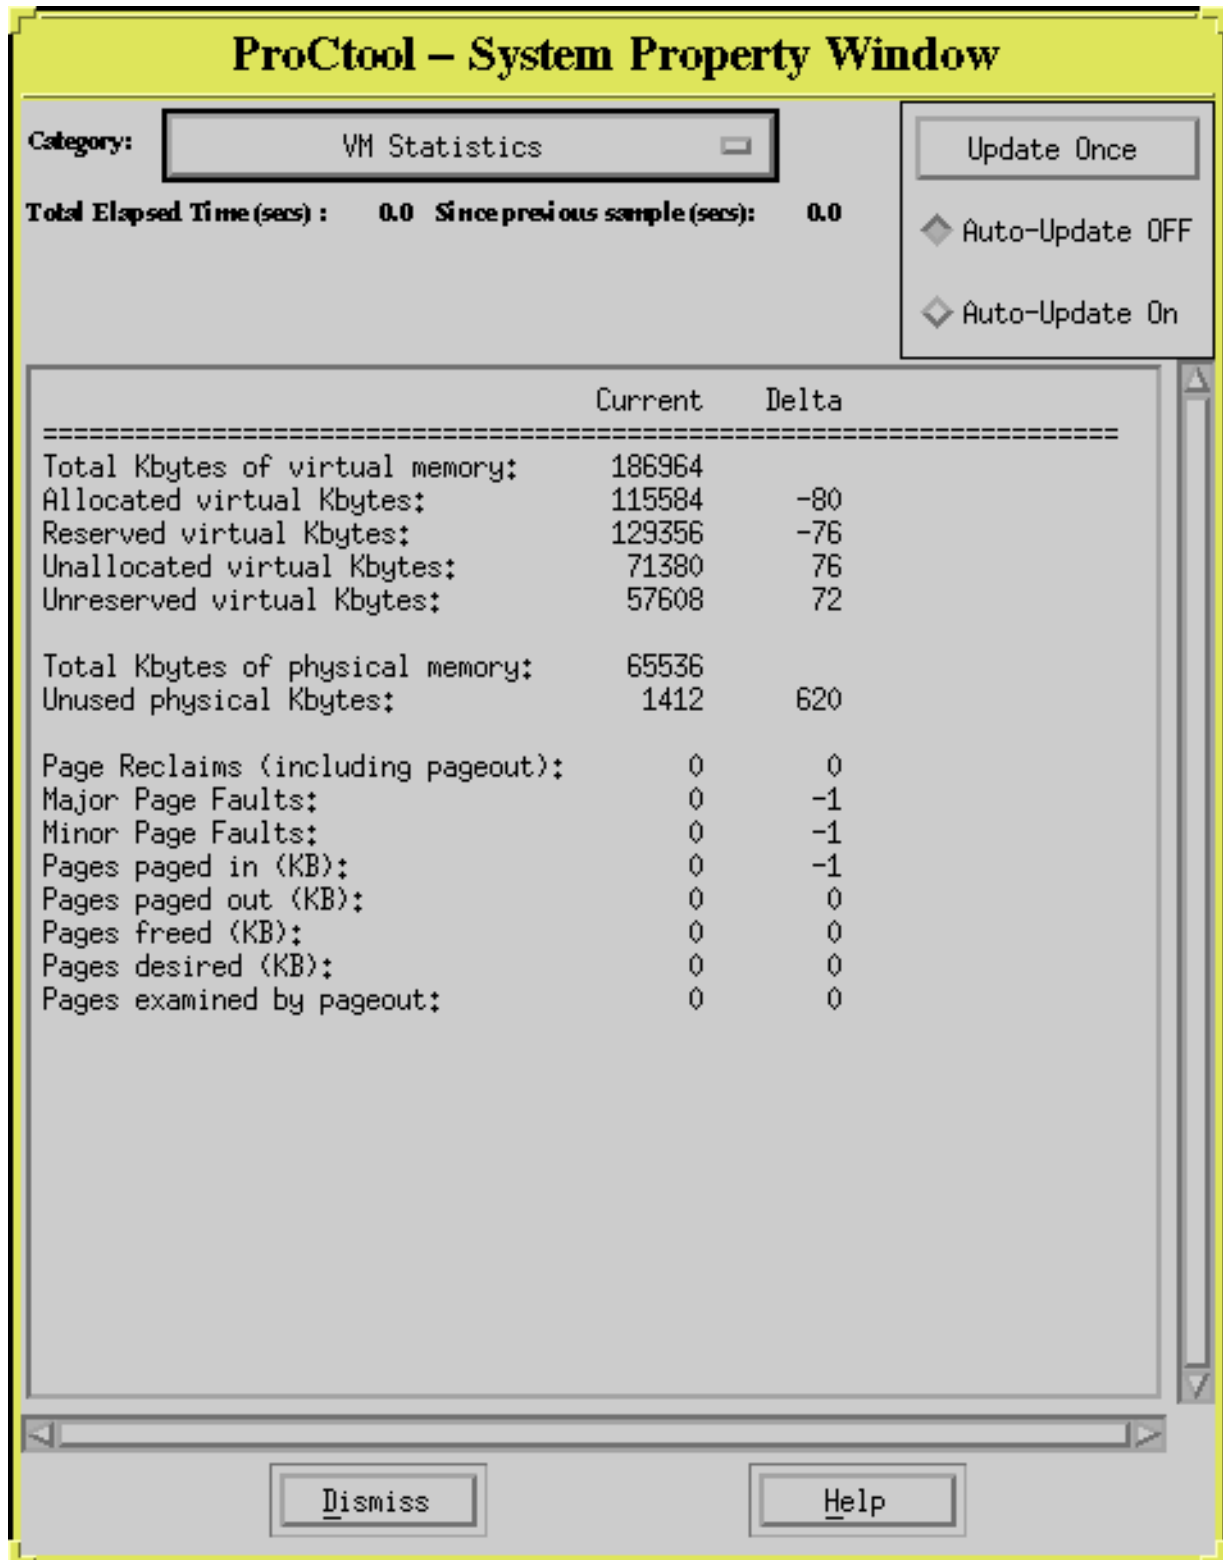 ProCtool – System Property Window
Category: VM Statistics
Update Once
Total Elapsed Time (secs) : 0.0 Since previous sample (secs): 0.0
Auto-Update OFF
Auto-Update On
Current Delta
======================================================================
Total Kbytes of virtual memory: 186964
Allocated virtual Kbytes: 115584 -80
Reserved virtual Kbytes: 129356 -76
Unallocated virtual Kbytes: 71380 76
Unreserved virtual Kbytes: 57608 72
Total Kbytes of physical memory: 65536
Unused physical Kbytes: 1412 620
Page Reclaims (including pageout): 0 0
Major Page Faults: 0 -1
Minor Page Faults: 0 -1
Pages paged in (KB): 0 -1
Pages paged out (KB): 0 0
Pages freed (KB): 0 0
Pages desired (KB): 0 0
Pages examined by pageout: 0 0
Dismiss Help